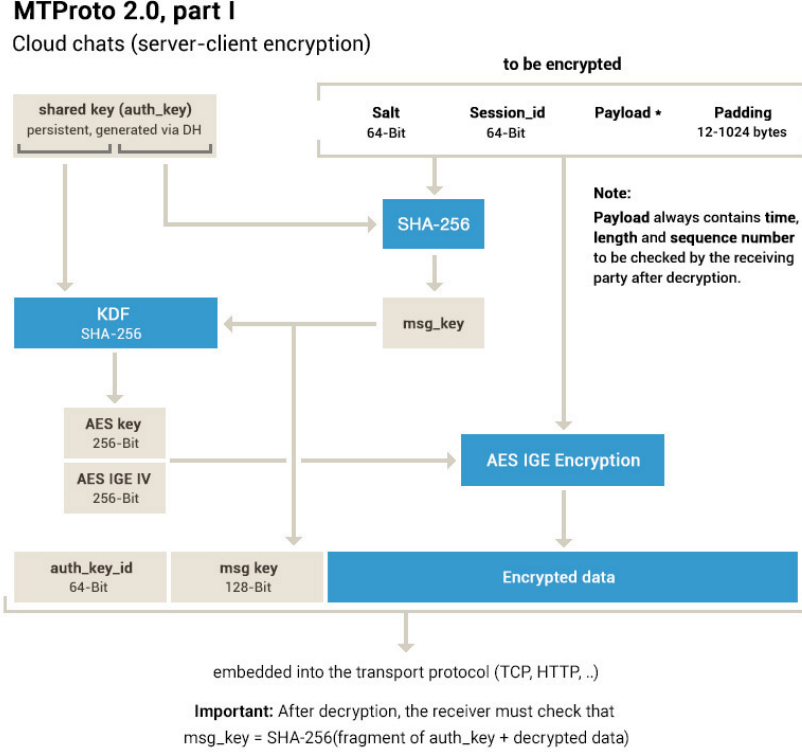 MTProto 2.0, part I
Cloud chats (server-client encryption)
to be encrypted
shared key (auth_key)
persistent, generated via DH
Salt
64-Bit
Session_id
64-Bit
Payload *
Padding
12-1024 bytes
Note:
Payload always contains time,
length and sequence number
to be checked by the receiving
party after decryption.
SHA-256
KDF
SHA-256
msg_key
AES key
256-Bit
AES IGE IV
256-Bit
AES IGE Encryption
auth_key_id
64-Bit
msg key
128-Bit
Encrypted data
embedded into the transport protocol (TCP, HTTP, ..)
Important: After decryption, the receiver must check that
msg_key = SHA-256(fragment of auth_key + decrypted data)